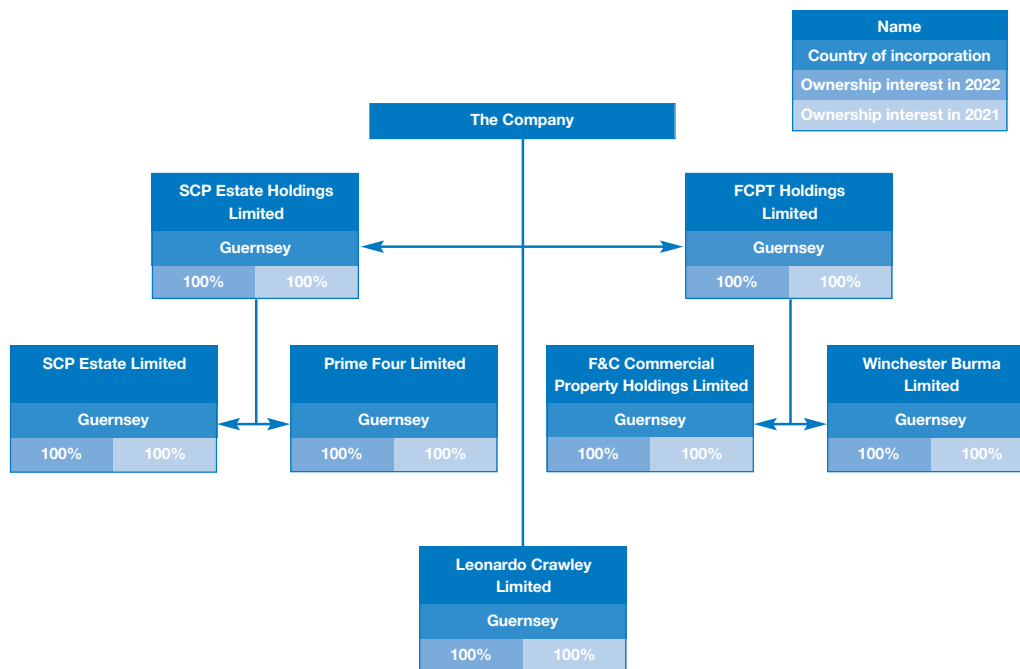 Name
Country of incorporation
Ownership interest in 2022
Ownership interest in 2021
The Company
SCP Estate Holdings
Limited
Guernsey
100% 100%
FCPT Holdings
Limited
Guernsey
100% 100%
SCP Estate Limited
Guernsey
100% 100%
Prime Four Limited
Guernsey
100% 100%
F&C Commercial
Property Holdings Limited
Guernsey
100% 100%
Winchester Burma
Limited
Guernsey
100% 100%
Leonardo Crawley
Limited
Guernsey
100% 100%